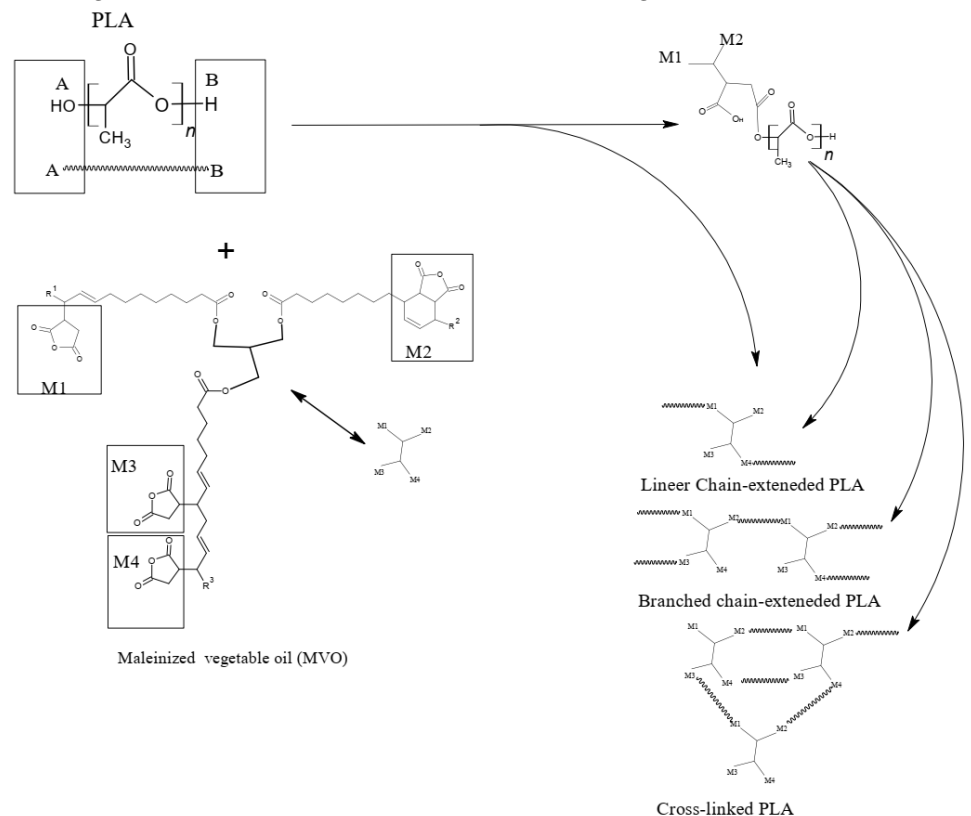 PLA
A
B
HO
O
O
H
n
CH₃
A
B
M2
M1
O
O
OH
O
O
O
O
O
H
CH₃
n
+
R¹
O
O
O
O
O
O
M1
O
O
O
R²
M2
O
O
M3
O
O
O
M4
O
O
O
R³
Maleinized vegetable oil (MVO)
M1
M2
M3
M4
M1
M2
M3
M4
Lineer Chain-exteneded PLA
M1
M2
M1
M2
M3
M4
M3
M4
Branched chain-exteneded PLA
M1
M2
M1
M2
M3
M4
M3
M4
M1
M2
M3
M4
Cross-linked PLA